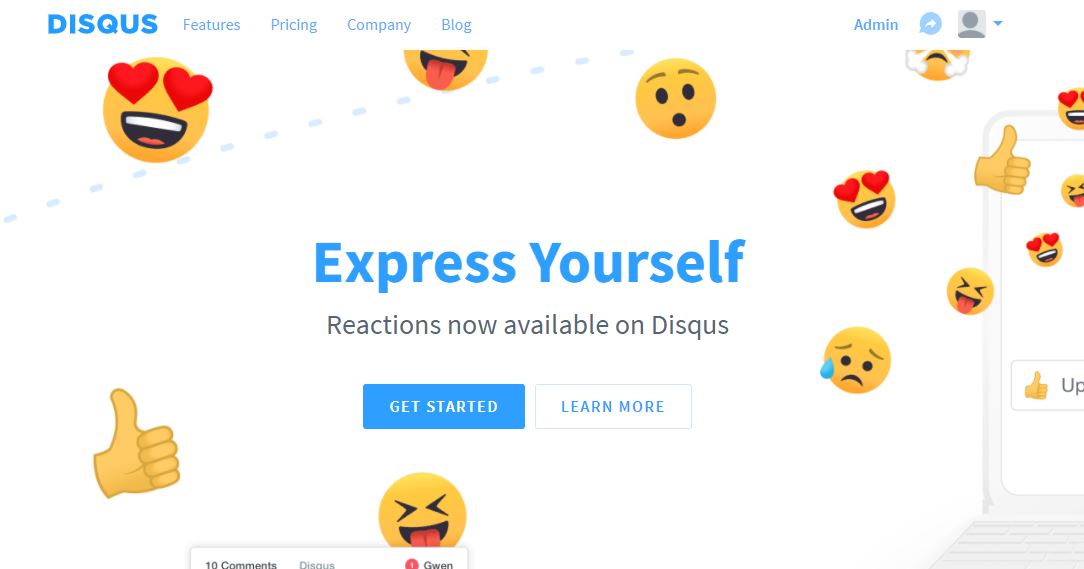 DISQUS Features Pricing Company Blog Admin
Express Yourself
Reactions now available on Disqus
GET STARTED LEARN MORE
Up
10 Comments Disqus 1 Gwen